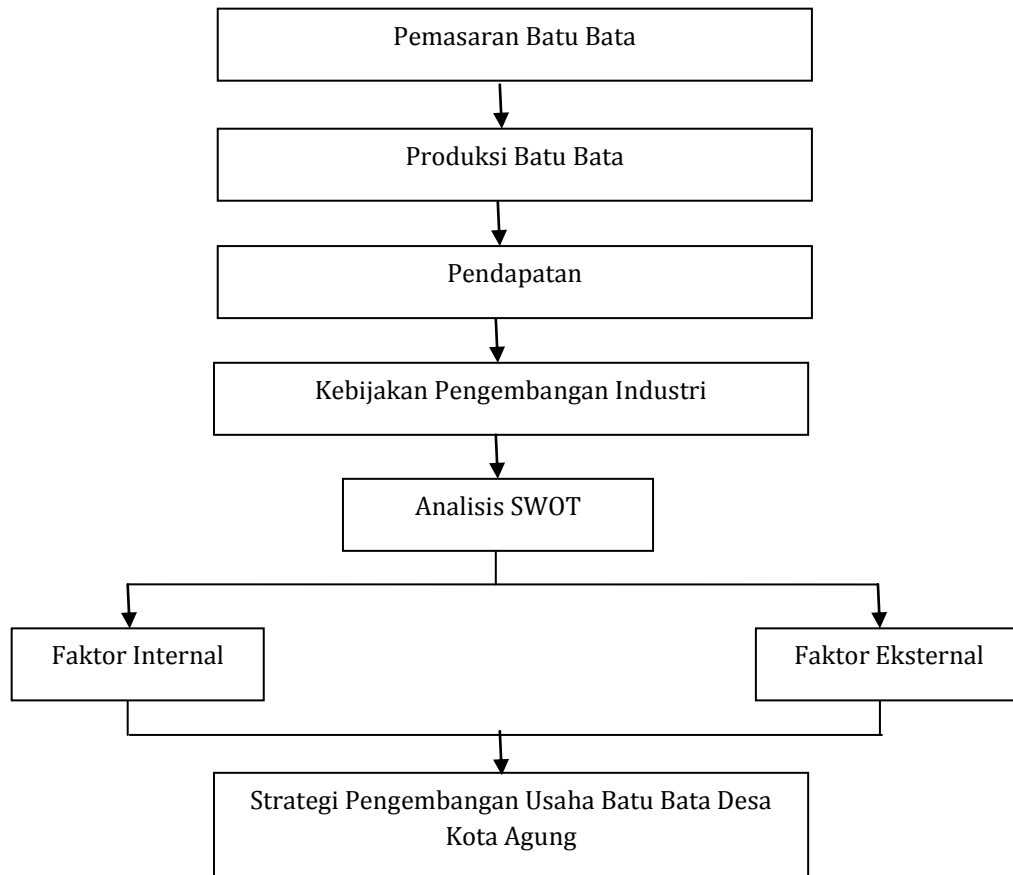 Pemasaran Batu Bata
Produksi Batu Bata
Pendapatan
Kebijakan Pengembangan Industri
Analisis SWOT
Faktor Internal
Faktor Eksternal
Strategi Pengembangan Usaha Batu Bata Desa
Kota Agung